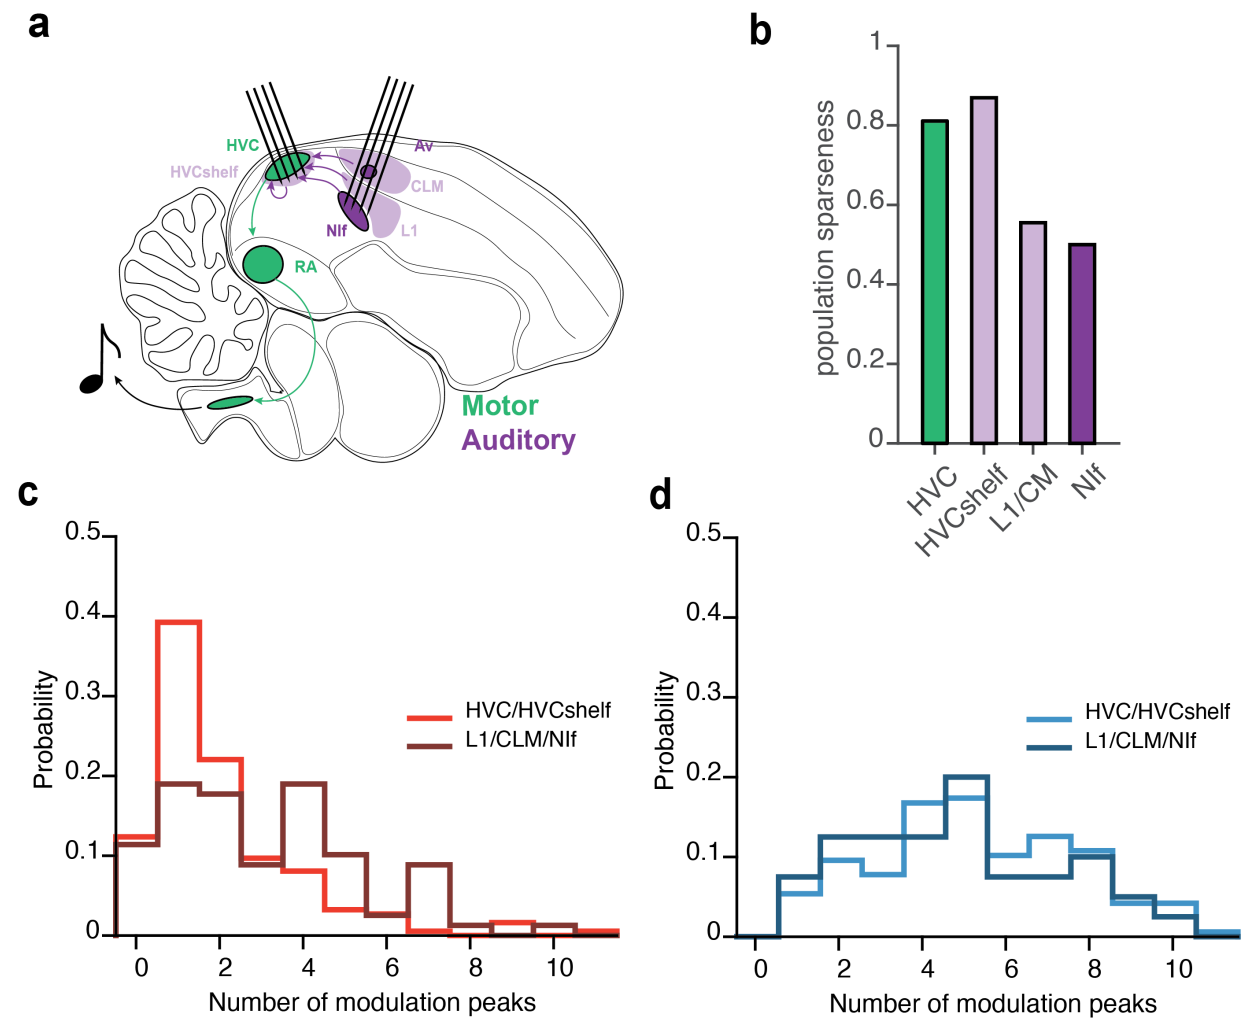 a
HVC
HVCshelf
Av
CLM
NIf
L1
RA
Motor
Auditory
b
population sparseness
1
0.8
0.6
0.4
0.2
0
HVC
HVCshelf
L1/CM
NIf
c
Probability
0.5
0.4
0.3
0.2
0.1
0
HVC/HVCshelf
L1/CLM/NIf
0 2 4 6 8 10
Number of modulation peaks
d
Probability
0.5
0.4
0.3
0.2
0.1
0
HVC/HVCshelf
L1/CLM/NIf
0 2 4 6 8 10
Number of modulation peaks